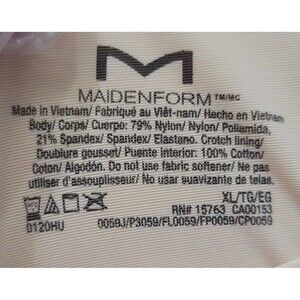 M
MAIDENFORM™/MC
Made in Vietnam/ Fabriqué au Viêt-nam/ Hecho en Vietnam
Body/ Corps/ Cuerpo: 79% Nylon/ Nylon/ Poliamida,
21% Spandex/ Spandex/ Elastano. Crotch lining/
Doublure gousset/ Puente interior: 100% Cotton/
Coton/ Algodón. Do not use fabric softener/ Ne pas
utiliser d'assouplisseur/ No use suavizante de telas.
XL/TG/EG
RN# 15763 CA00153
0120HU 0059J/P3059/FL0059/FP0059/CP0059